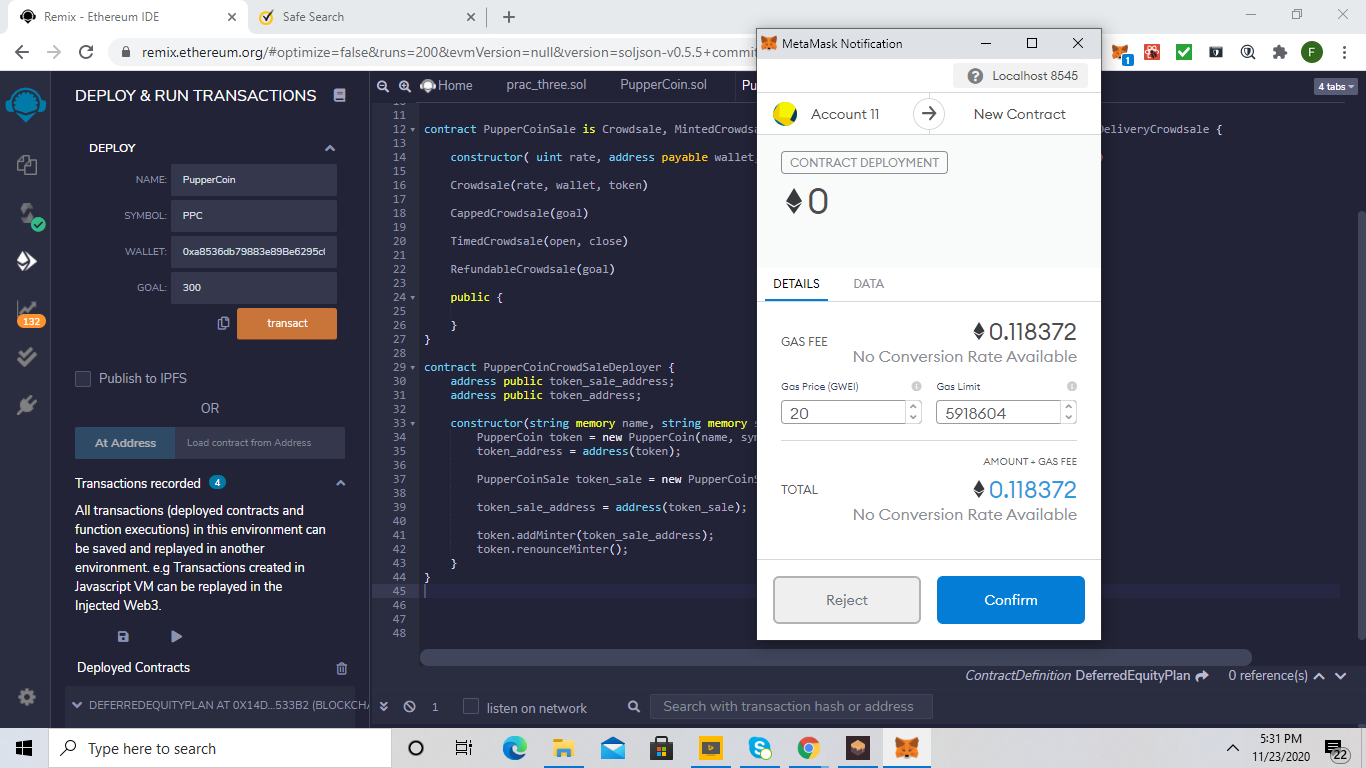 Remix - Ethereum IDE
Safe Search
remix.ethereum.org/#optimize=false&runs=200&evmVersion=null&version=soljson-v0.5.5+commit
1
F
DEPLOY & RUN TRANSACTIONS
DEPLOY
NAME: PupperCoin
SYMBOL: PPC
WALLET: 0xa8536db79883e89Be6295c(
GOAL: 300
transact
132
Publish to IPFS
OR
At Address Load contract from Address
Transactions recorded 4
All transactions (deployed contracts and
function executions) in this environment can
be saved and replayed in another
environment. e.g Transactions created in
Javascript VM can be replayed in the
Injected Web3.
Deployed Contracts
DEFERREDEQUITYPLAN AT 0X14D...533B2 (BLOCKCHA
Home prac_three.sol PupperCoin.sol Pu
4 tabs
10
11
12 contract PupperCoinSale is Crowdsale, MintedCrowdsa DeliveryCrowdsale {
13
14 constructor( uint rate, address payable wallet,
15
16 Crowdsale(rate, wallet, token)
17
18 CappedCrowdsale(goal)
19
20 TimedCrowdsale(open, close)
21
22 RefundableCrowdsale(goal)
23
24 public {
25
26 }
27 }
28
29 contract PupperCoinCrowdSaleDeployer {
30 address public token_sale_address;
31 address public token_address;
32
33 constructor(string memory name, string memory s
34 PupperCoin token = new PupperCoin(name, sym
35 token_address = address(token);
36
37 PupperCoinSale token_sale = new PupperCoinS
38
39 token_sale_address = address(token_sale);
40
41 token.addMinter(token_sale_address);
42 token.renounceMinter();
43 }
44 }
45
46
47
48
ContractDefinition DeferredEquityPlan 0 reference(s)
1 listen on network Search with transaction hash or address
MetaMask Notification
Localhost 8545
Account 11 New Contract
CONTRACT DEPLOYMENT
0
DETAILS DATA
GAS FEE 0.118372
No Conversion Rate Available
Gas Price (GWEI) Gas Limit
20 5918604
AMOUNT + GAS FEE
TOTAL 0.118372
No Conversion Rate Available
Reject Confirm
Type here to search
5:31 PM
11/23/2020
22